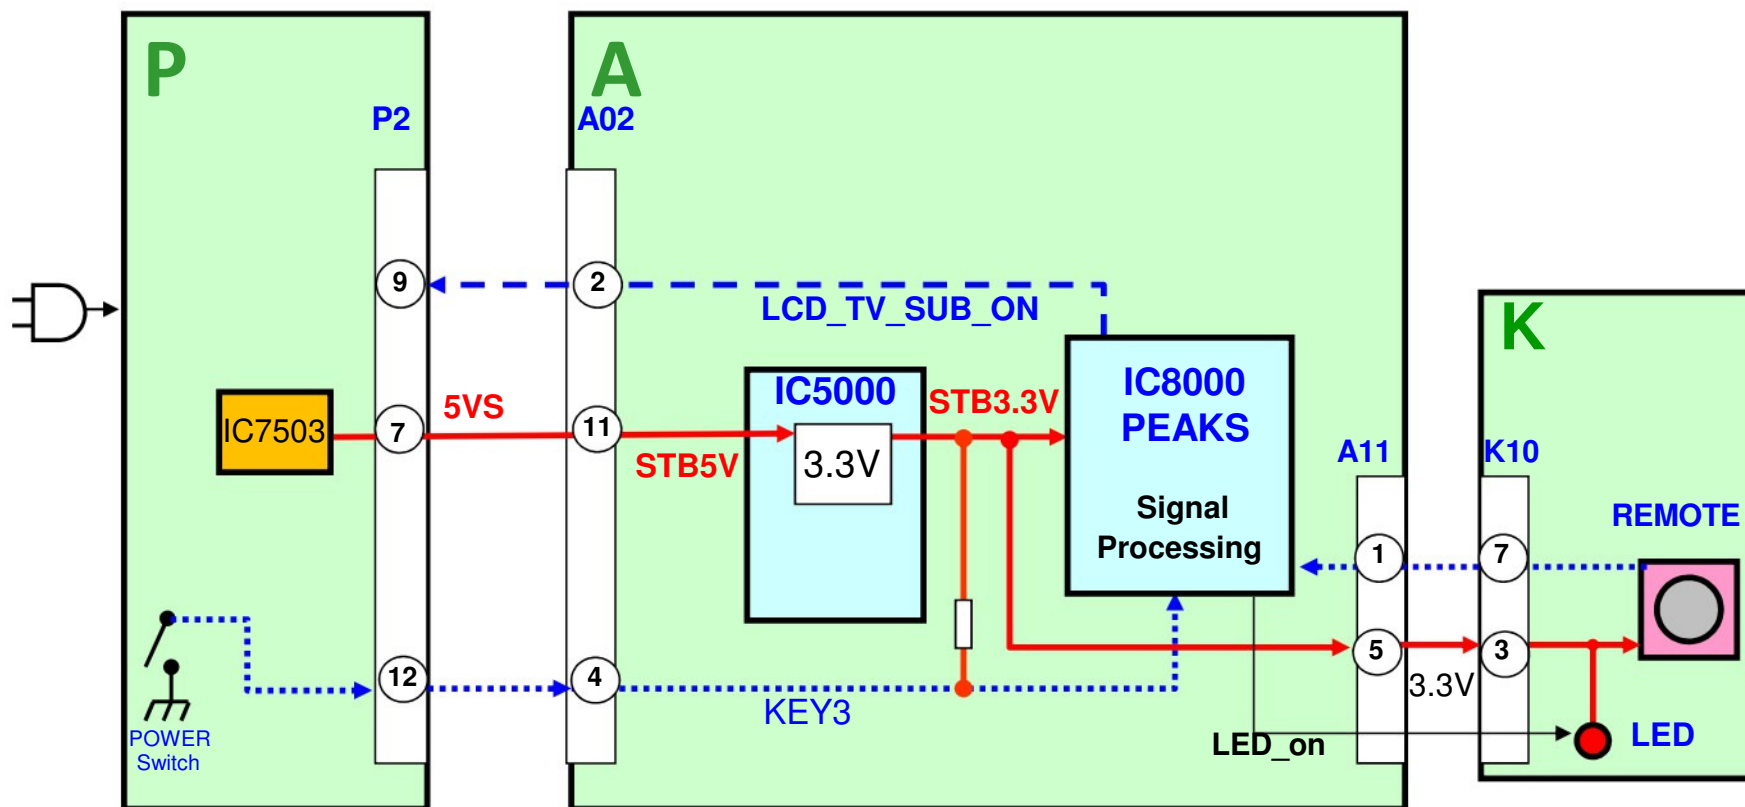 P
A
P2
A02
9
2
LCD_TV_SUB_ON
K
IC5000
IC8000
PEAKS
IC7503
7
5VS
11
STB5V
3.3V
STB3.3V
Signal
Processing
A11
K10
REMOTE
1
7
5
3
3.3V
12
4
KEY3
POWER
Switch
LED_on
LED